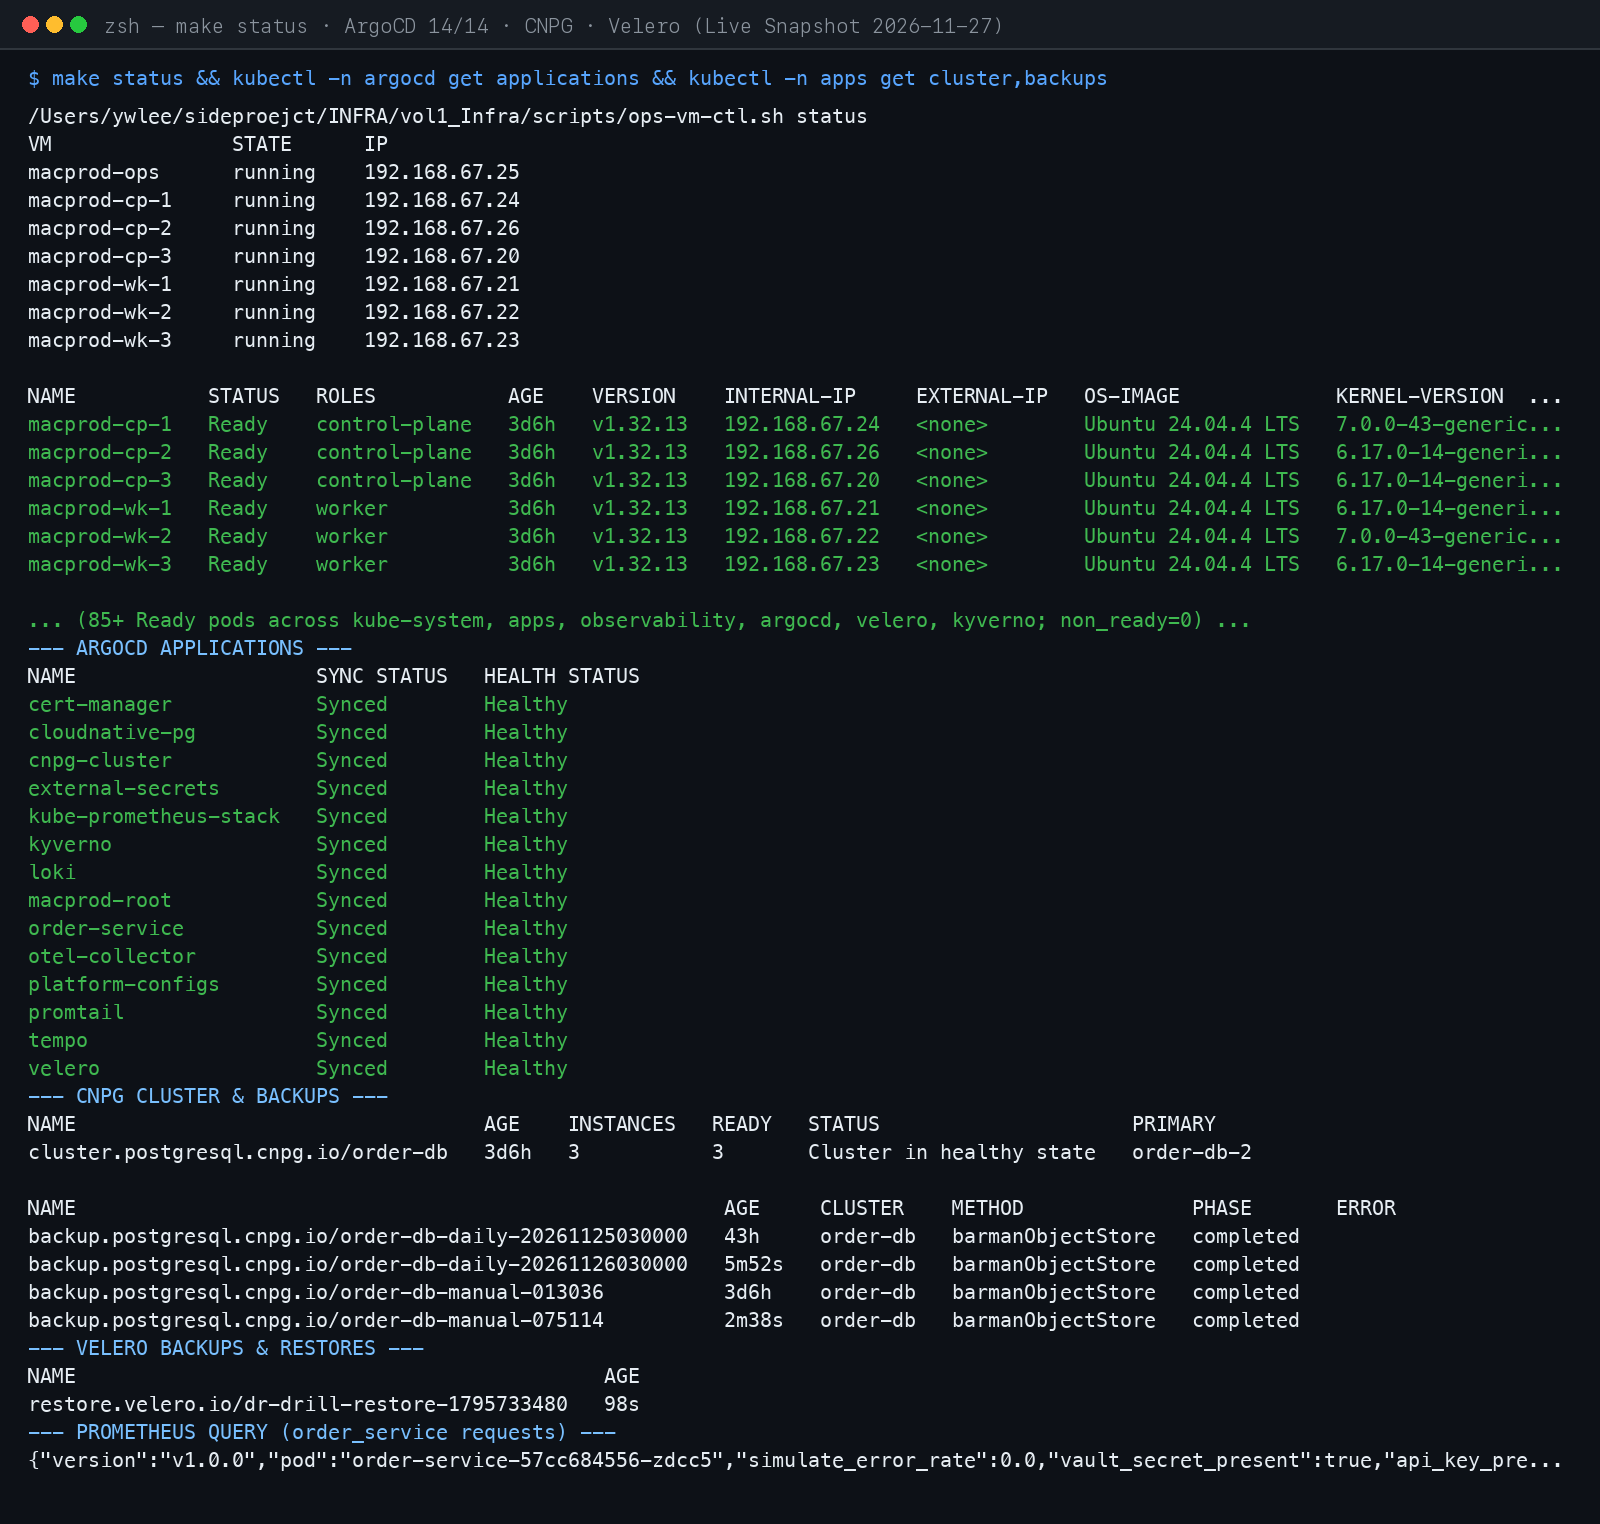 zsh — make status · ArgoCD 14/14 · CNPG · Velero (Live Snapshot 2026-11-27)
$ make status && kubectl -n argocd get applications && kubectl -n apps get cluster,backups
/Users/ywlee/sideproejct/INFRA/vol1_Infra/scripts/ops-vm-ctl.sh status
VM STATE IP
macprod-ops running 192.168.67.25
macprod-cp-1 running 192.168.67.24
macprod-cp-2 running 192.168.67.26
macprod-cp-3 running 192.168.67.20
macprod-wk-1 running 192.168.67.21
macprod-wk-2 running 192.168.67.22
macprod-wk-3 running 192.168.67.23
NAME STATUS ROLES AGE VERSION INTERNAL-IP EXTERNAL-IP OS-IMAGE KERNEL-VERSION ...
macprod-cp-1 Ready control-plane 3d6h v1.32.13 192.168.67.24 <none> Ubuntu 24.04.4 LTS 7.0.0-43-generic...
macprod-cp-2 Ready control-plane 3d6h v1.32.13 192.168.67.26 <none> Ubuntu 24.04.4 LTS 6.17.0-14-generi...
macprod-cp-3 Ready control-plane 3d6h v1.32.13 192.168.67.20 <none> Ubuntu 24.04.4 LTS 6.17.0-14-generi...
macprod-wk-1 Ready worker 3d6h v1.32.13 192.168.67.21 <none> Ubuntu 24.04.4 LTS 6.17.0-14-generi...
macprod-wk-2 Ready worker 3d6h v1.32.13 192.168.67.22 <none> Ubuntu 24.04.4 LTS 7.0.0-43-generic...
macprod-wk-3 Ready worker 3d6h v1.32.13 192.168.67.23 <none> Ubuntu 24.04.4 LTS 6.17.0-14-generi...
... (85+ Ready pods across kube-system, apps, observability, argocd, velero, kyverno; non_ready=0) ...
--- ARGOCD APPLICATIONS ---
NAME SYNC STATUS HEALTH STATUS
cert-manager Synced Healthy
cloudnative-pg Synced Healthy
cnpg-cluster Synced Healthy
external-secrets Synced Healthy
kube-prometheus-stack Synced Healthy
kyverno Synced Healthy
loki Synced Healthy
macprod-root Synced Healthy
order-service Synced Healthy
otel-collector Synced Healthy
platform-configs Synced Healthy
promtail Synced Healthy
tempo Synced Healthy
velero Synced Healthy
--- CNPG CLUSTER & BACKUPS ---
NAME AGE INSTANCES READY STATUS PRIMARY
cluster.postgresql.cnpg.io/order-db 3d6h 3 3 Cluster in healthy state order-db-2
NAME AGE CLUSTER METHOD PHASE ERROR
backup.postgresql.cnpg.io/order-db-daily-20261125030000 43h order-db barmanObjectStore completed
backup.postgresql.cnpg.io/order-db-daily-20261126030000 5m52s order-db barmanObjectStore completed
backup.postgresql.cnpg.io/order-db-manual-013036 3d6h order-db barmanObjectStore completed
backup.postgresql.cnpg.io/order-db-manual-075114 2m38s order-db barmanObjectStore completed
--- VELERO BACKUPS & RESTORES ---
NAME AGE
restore.velero.io/dr-drill-restore-1795733480 98s
--- PROMETHEUS QUERY (order_service requests) ---
{"version":"v1.0.0","pod":"order-service-57cc684556-zdcc5","simulate_error_rate":0.0,"vault_secret_present":true,"api_key_pre...